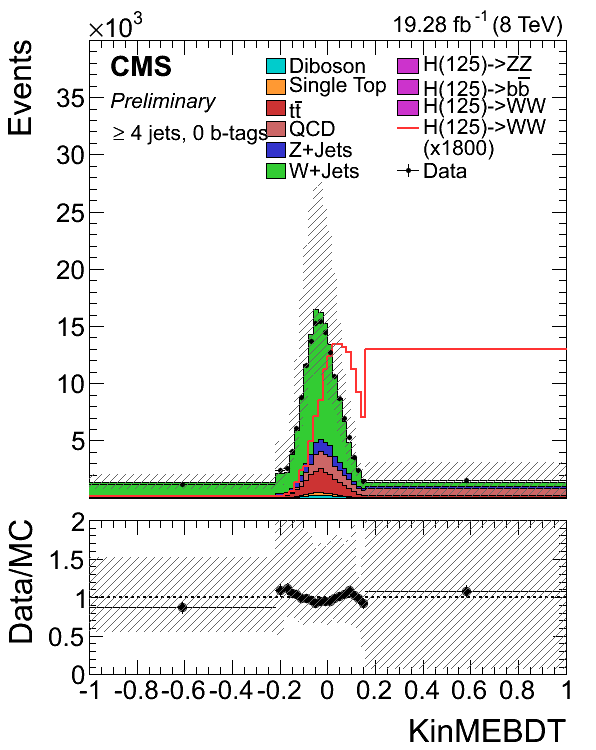 ×10³ 19.28 fb⁻¹ (8 TeV)
Events
CMS
Preliminary
≥ 4 jets, 0 b-tags
Diboson
Single Top
tt̅
QCD
Z+Jets
W+Jets
H(125)->ZZ
H(125)->bb̅
H(125)->WW
H(125)->WW
(x1800)
Data
35
30
25
20
15
10
5
Data/MC
2
1.5
1
0.5
0
-1 -0.8 -0.6 -0.4 -0.2 0 0.2 0.4 0.6 0.8 1
KinMEBDT